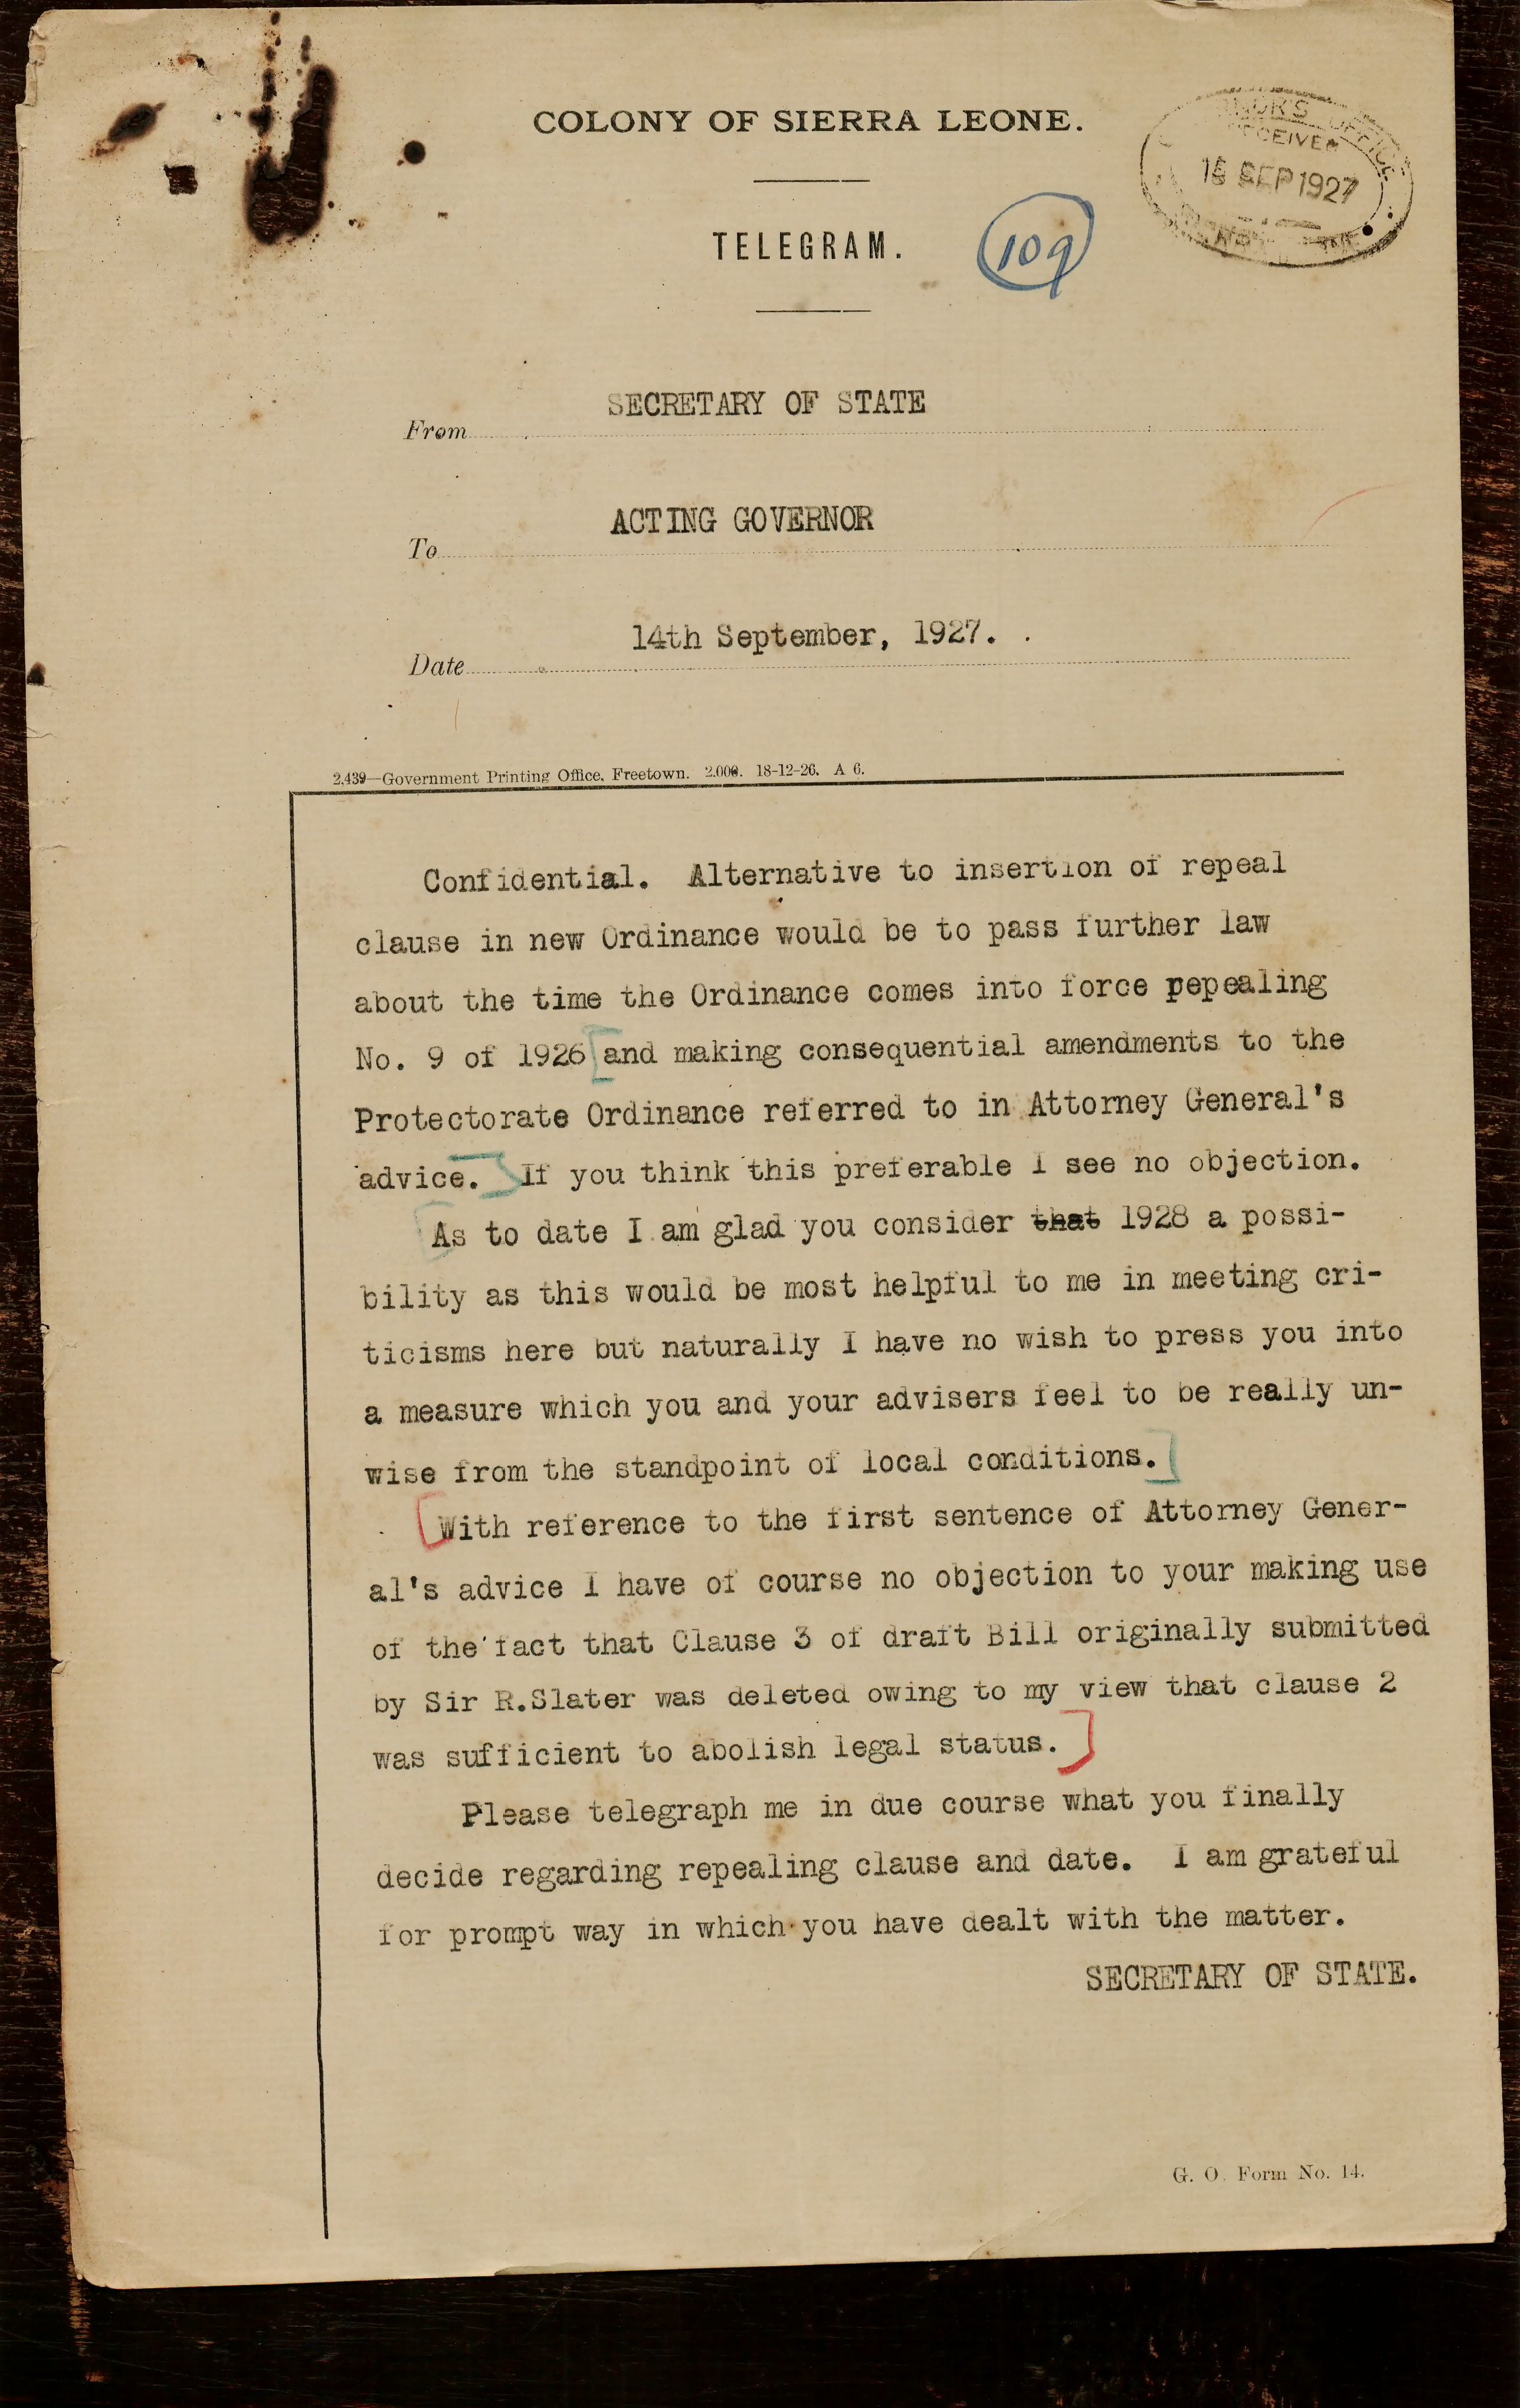 COLONY OF SIERRA LEONE.
OFFICE
RECEIVED
SEP 1927
TELEGRAM.
109
SECRETARY OF STATE
From
ACTING GOVERNOR
To
14th September, 1927.
Date
2,439—Government Printing Office, Freetown. 2,000. 18-12-26. A 6.
Confidential. Alternative to insertion of repeal
clause in new Ordinance would be to pass further law
about the time the Ordinance comes into force repealing
No. 9 of 1926 [and making consequential amendments to the
Protectorate Ordinance referred to in Attorney General's
advice.] If you think this preferable I see no objection.
[As to date I am glad you consider that 1928 a possi-
bility as this would be most helpful to me in meeting cri-
ticisms here but naturally I have no wish to press you into
a measure which you and your advisers feel to be really un-
wise from the standpoint of local conditions.]
[With reference to the first sentence of Attorney Gener-
al's advice I have of course no objection to your making use
of the fact that Clause 3 of draft Bill originally submitted
by Sir R.Slater was deleted owing to my view that clause 2
was sufficient to abolish legal status.]
Please telegraph me in due course what you finally
decide regarding repealing clause and date. I am grateful
for prompt way in which you have dealt with the matter.
SECRETARY OF STATE.
G. O. Form No. 14.